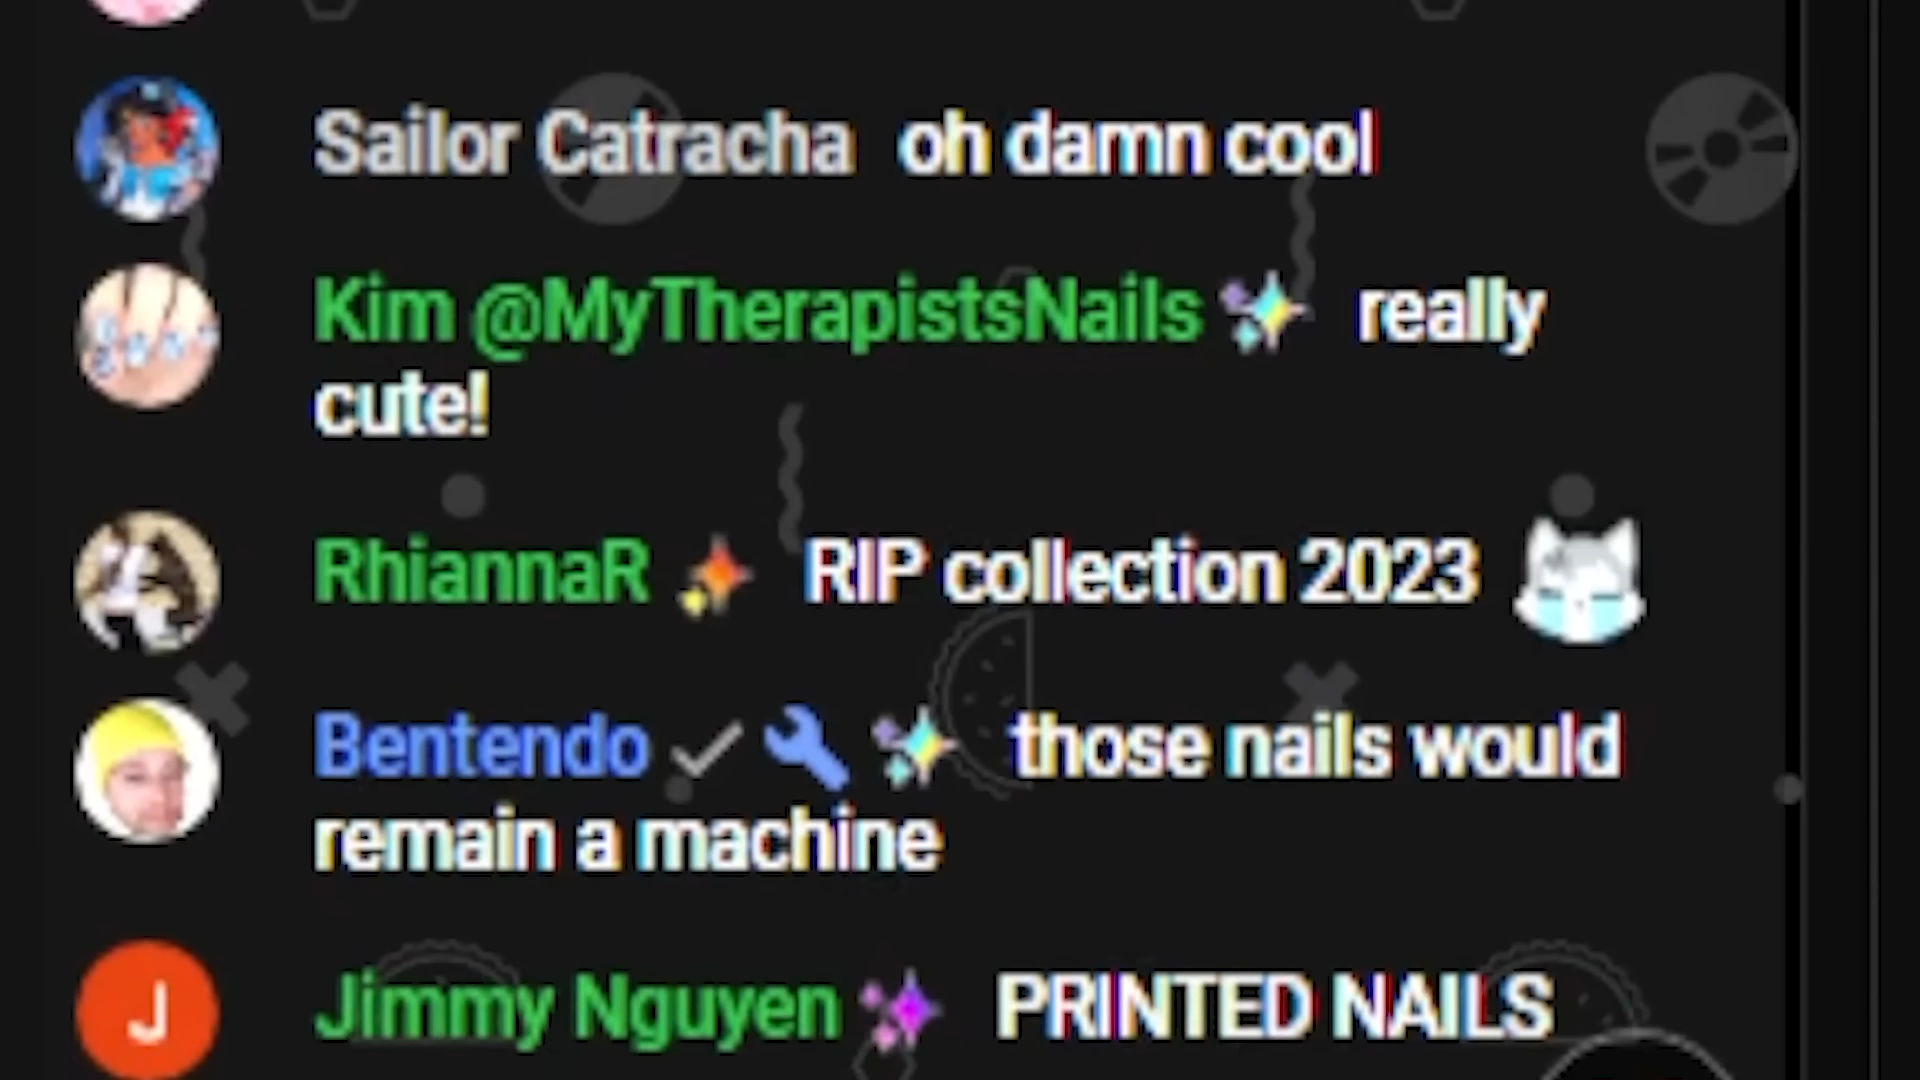 Sailor Catracha oh damn cool
Kim @MyTherapistsNails really
cute!
RhiannaR RIP collection 2023
Bentendo those nails would
remain a machine
J Jimmy Nguyen PRINTED NAILS